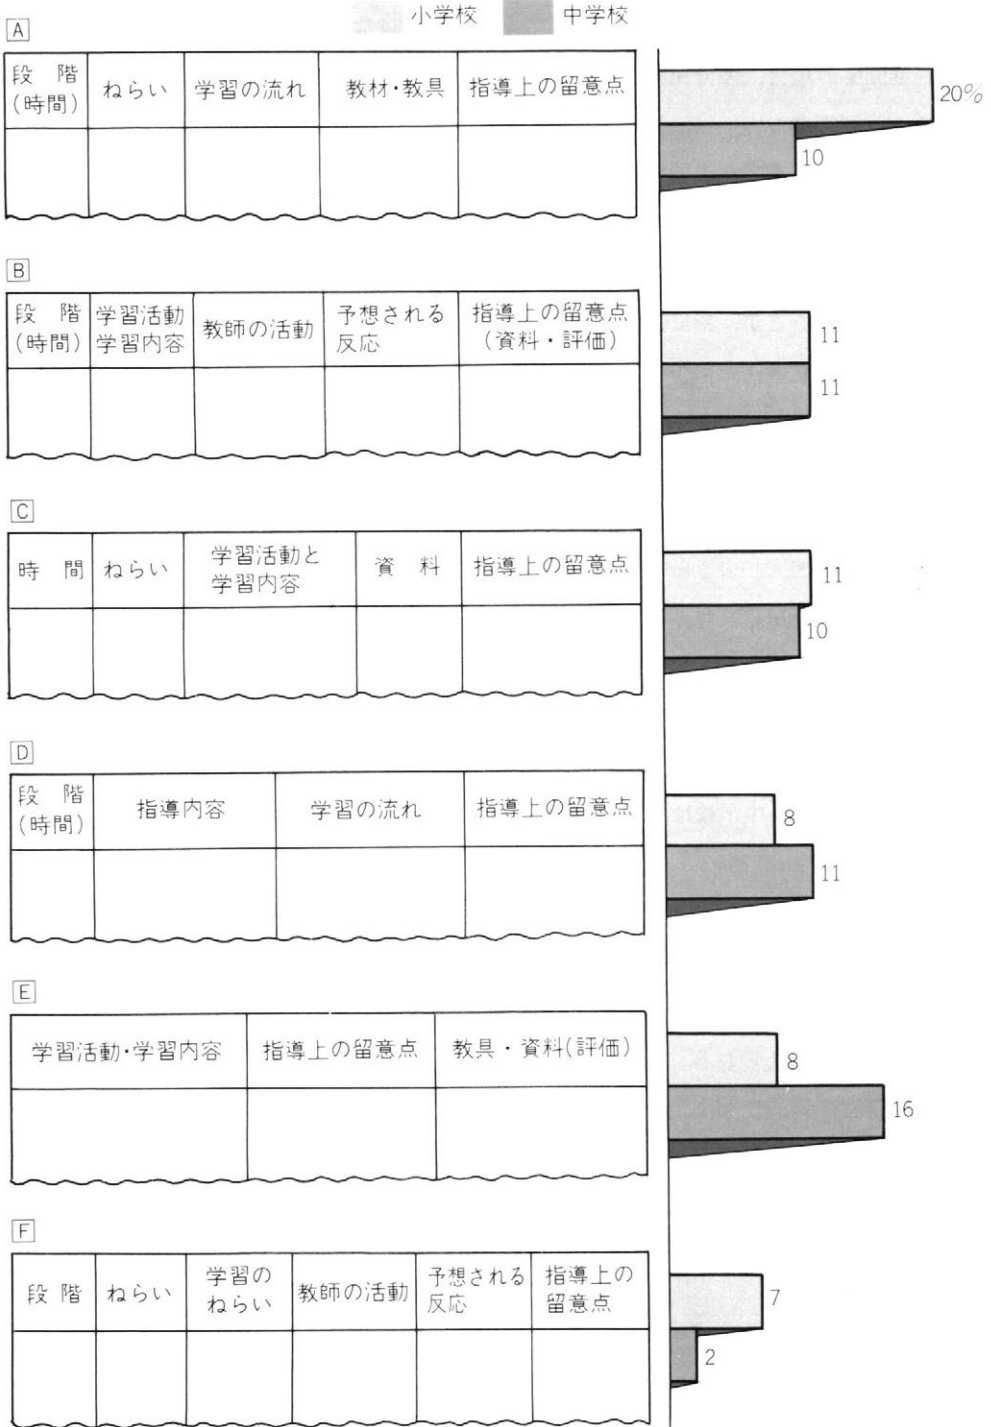 小学校 中学校
A
段 階 ねらい 学習の流れ 教材・教具 指導上の留意点
(時間)
20%
10
B
段 階 学習活動 教師の活動 予想される 指導上の留意点
(時間) 学習内容 反応 (資料・評価)
11
11
C
時 間 ねらい 学習活動と 資 料 指導上の留意点
学習内容
11
10
D
段 階 指導内容 学習の流れ 指導上の留意点
(時間)
8
11
E
学習活動・学習内容 指導上の留意点 教具・資料(評価)
8
16
F
段 階 ねらい 学習の 教師の活動 予想される 指導上の
ねらい 反応 留意点
7
2